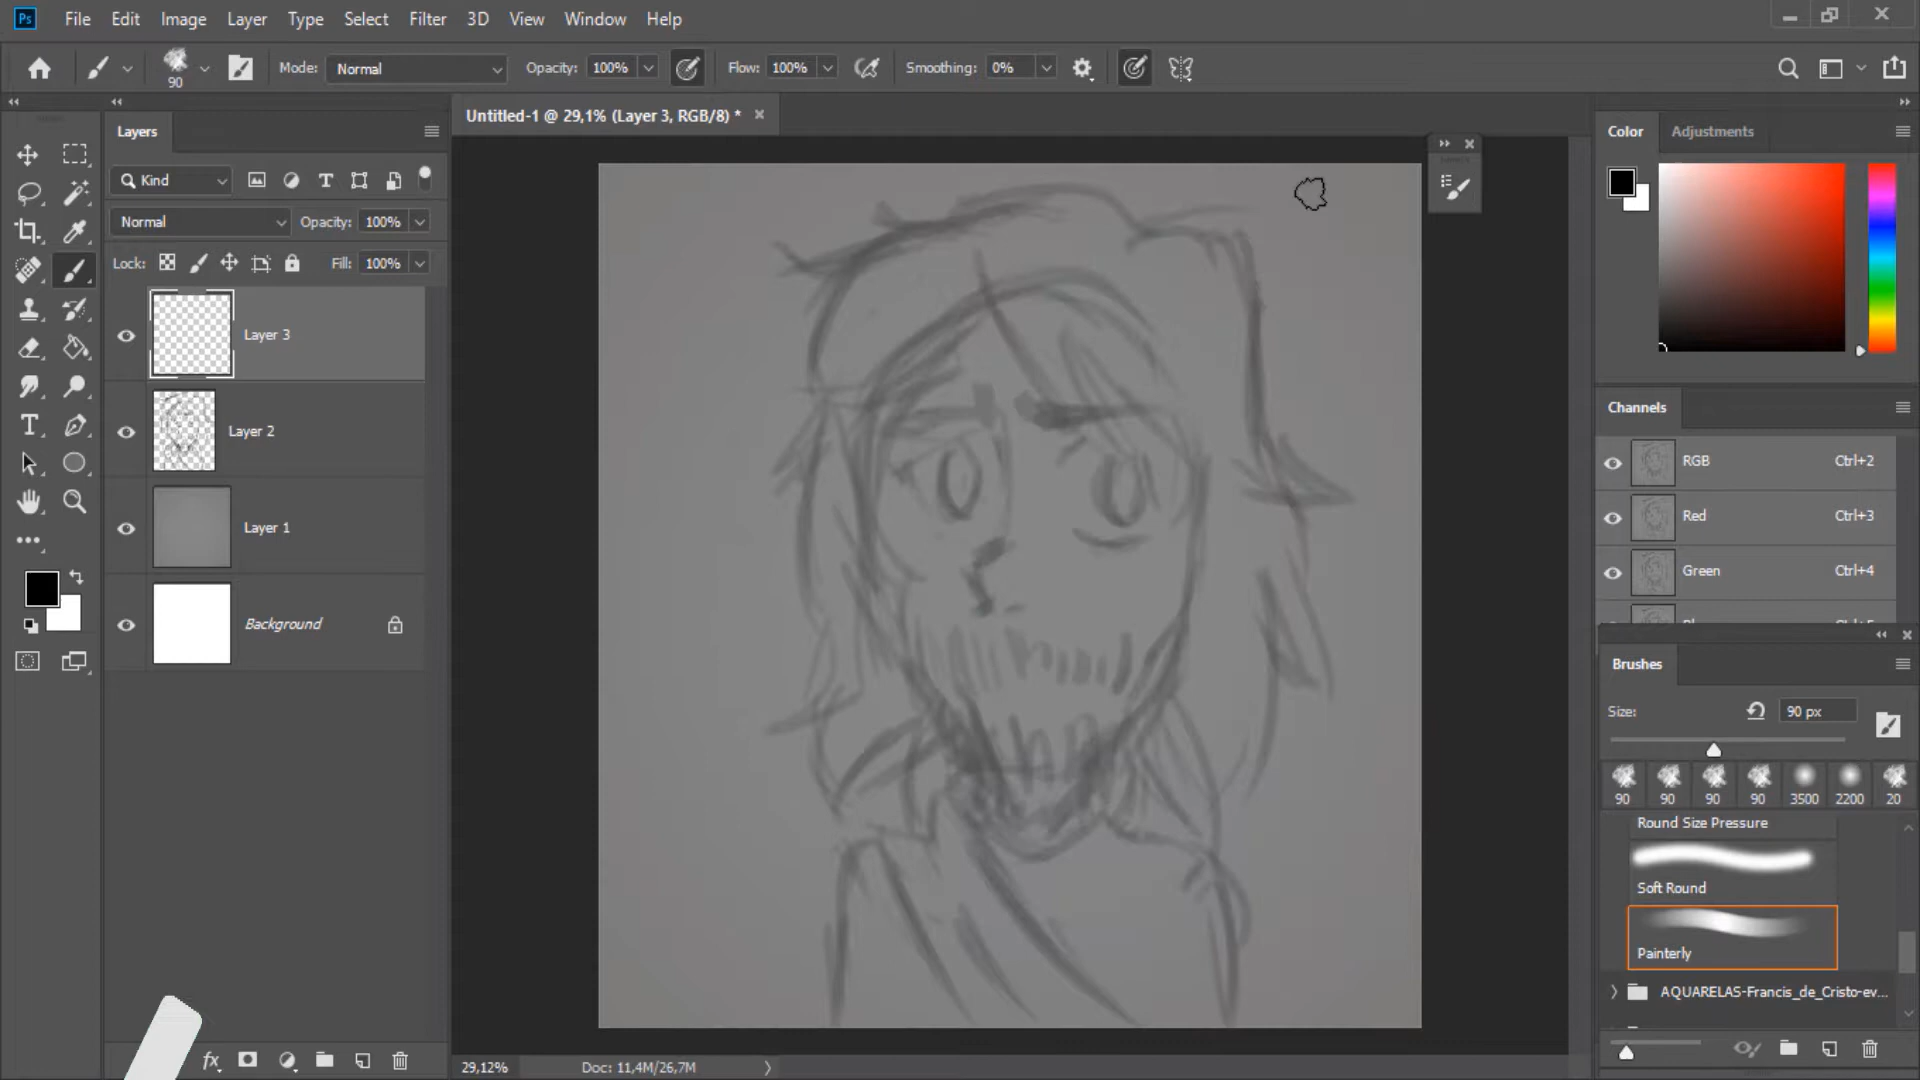 Ps File Edit Image Layer Type Select Filter 3D View Window Help
90 Mode: Normal Opacity: 100% Flow: 100% Smoothing: 0%
Layers
Untitled-1 @ 29,1% (Layer 3, RGB/8) *
Color Adjustments
Kind
Normal Opacity: 100%
Lock: Fill: 100%
Layer 3
Layer 2
Layer 1
Background
Channels
RGB Ctrl+2
Red Ctrl+3
Green Ctrl+4
Brushes
Size: 90 px
90 90 90 90 3500 2200 20
Round Size Pressure
Soft Round
Painterly
AQUARELAS-Francis_de_Cristo-ev...
fx
29,12% Doc: 11,4M/26,7M